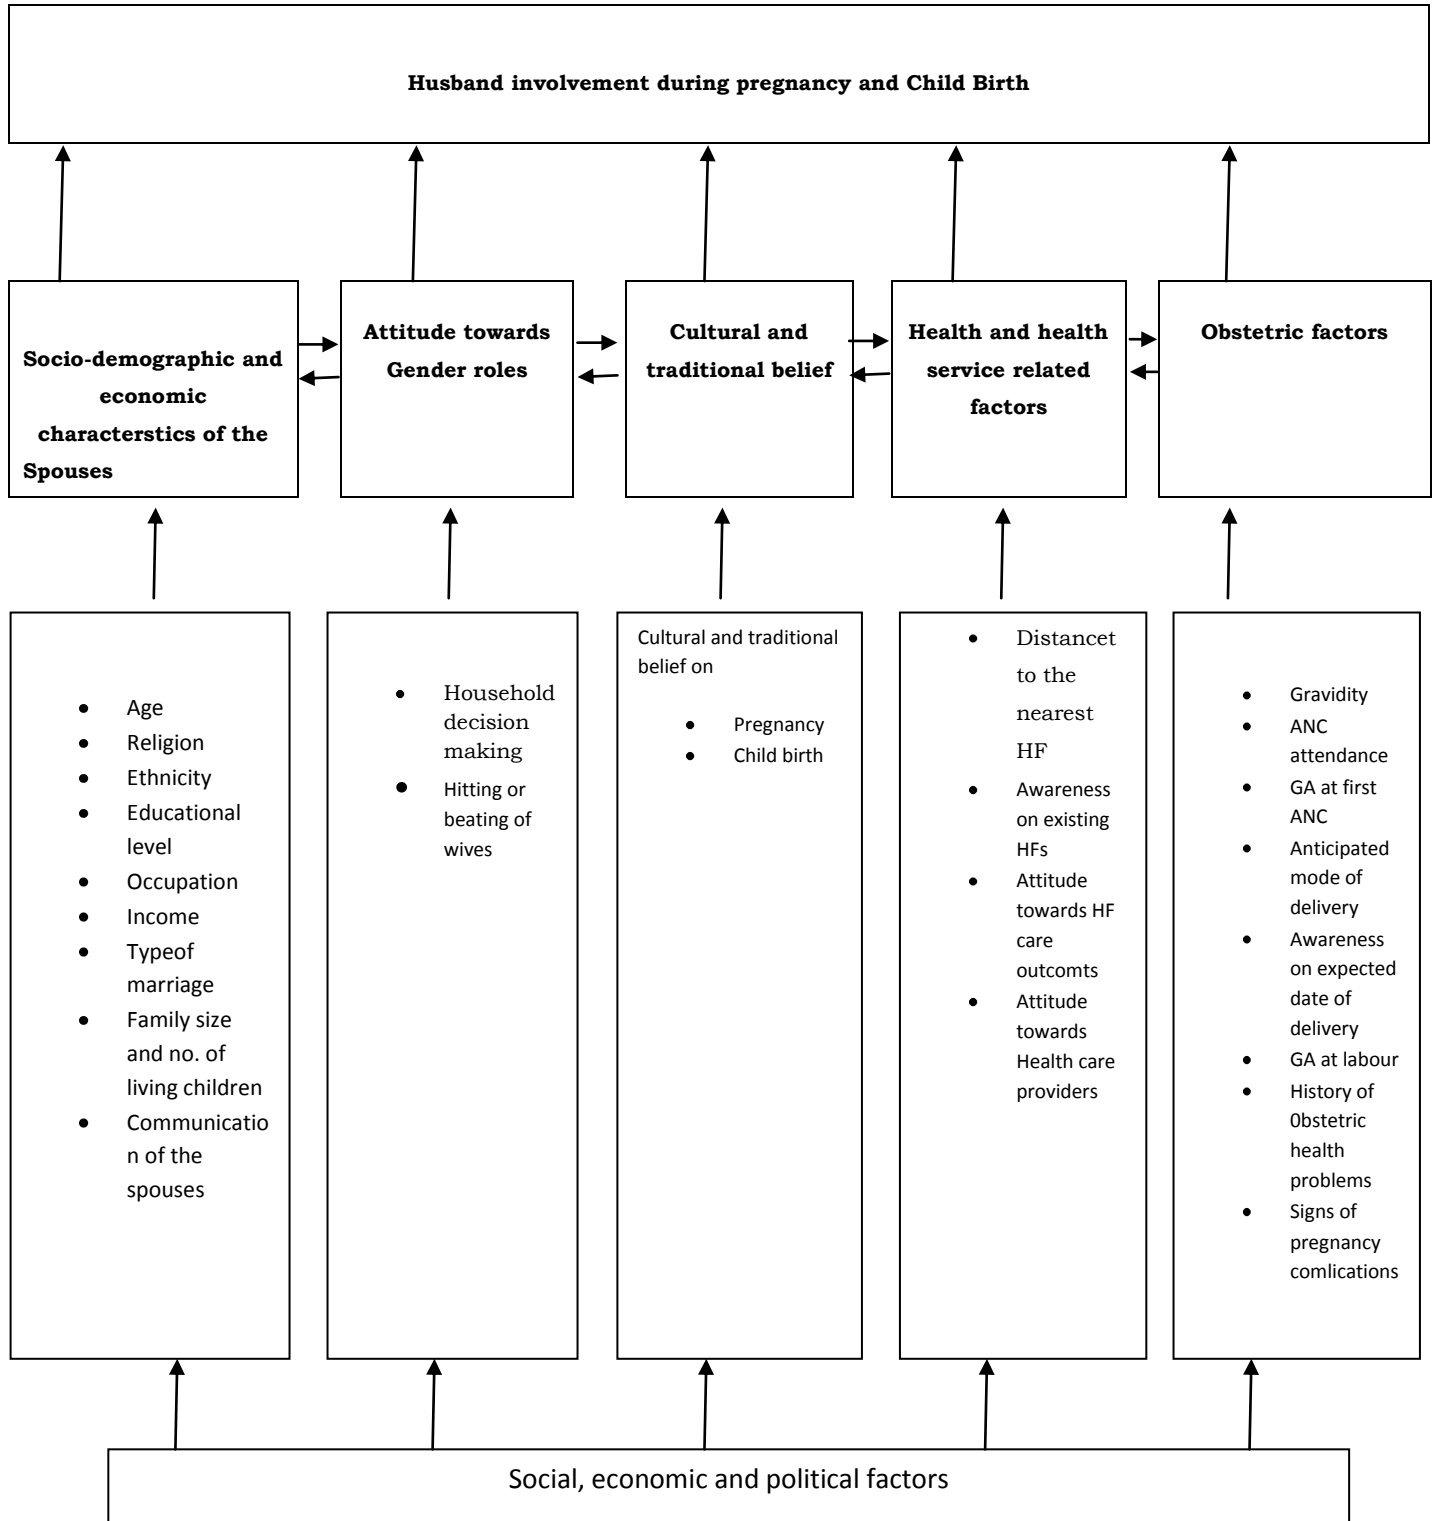 Husband involvement during pregnancy and Child Birth
Socio-demographic and
economic
characterstics of the
Spouses
Attitude towards
Gender roles
Cultural and
traditional belief
Health and health
service related
factors
Obstetric factors
• Age
• Religion
• Ethnicity
• Educational
level
• Occupation
• Income
• Typeof
marriage
• Family size
and no. of
living children
• Communicatio
n of the
spouses
• Household
decision
making
• Hitting or
beating of
wives
Cultural and traditional
belief on
• Pregnancy
• Child birth
• Distancet
to the
nearest
HF
• Awareness
on existing
HFs
• Attitude
towards HF
care
outcomts
• Attitude
towards
Health care
providers
• Gravidity
• ANC
attendance
• GA at first
ANC
• Anticipated
mode of
delivery
• Awareness
on expected
date of
delivery
• GA at labour
• History of
0bstetric
health
problems
• Signs of
pregnancy
comlications
Social, economic and political factors